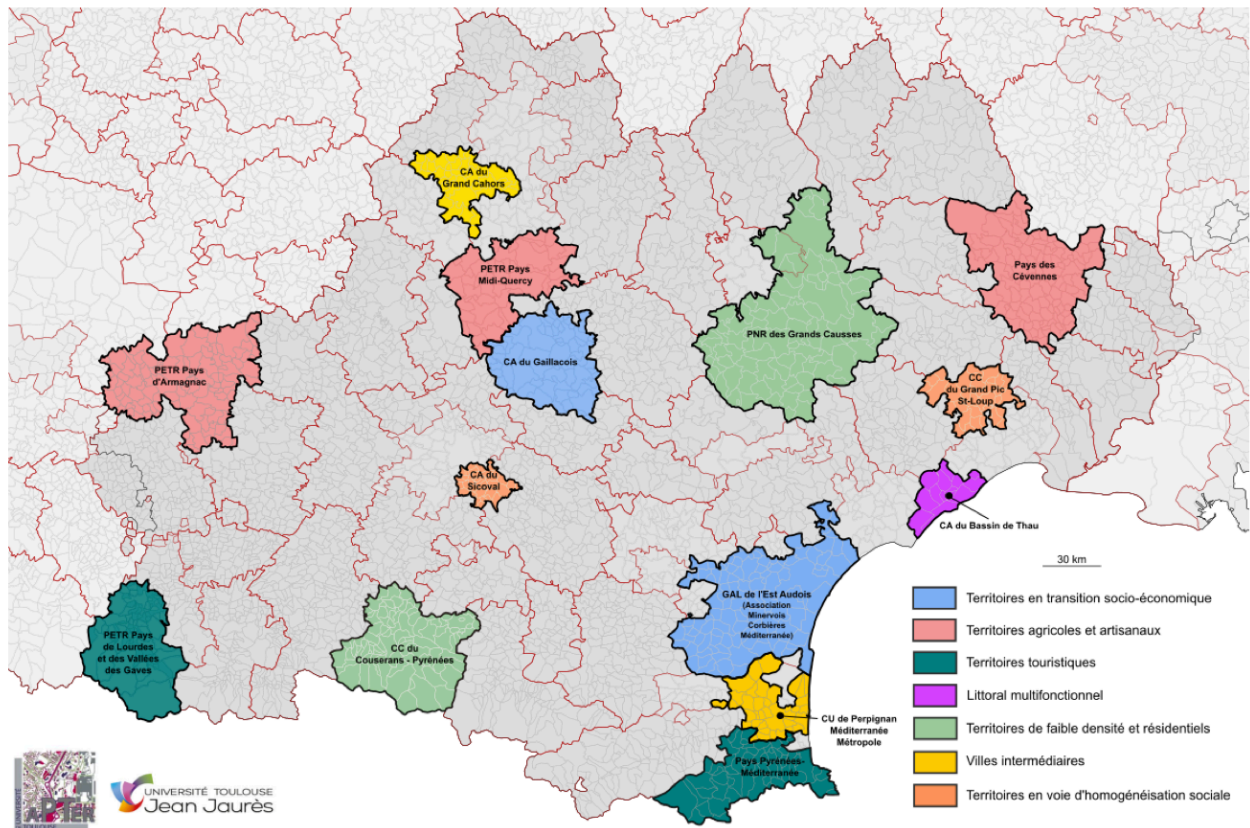 CA du
Grand Cahors
PETR Pays
Midi-Quercy
Pays des
Cévennes
PNR des Grands Causses
CA du Gaillacois
PETR Pays
d'Armagnac
CC
du Grand Pic
St-Loup
CA du
Sicoval
CA du Bassin de Thau
30 km
GAL de l'Est Audois
(Association
Minervois
Corbières
Méditerranée)
PETR Pays
de Lourdes
et des Vallées
des Gaves
CC du
Couserans - Pyrénées
CU de Perpignan
Méditerranée
Métropole
Pays Pyrénées-
Méditerranée
Territoires en transition socio-économique
Territoires agricoles et artisanaux
Territoires touristiques
Littoral multifonctionnel
Territoires de faible densité et résidentiels
Villes intermédiaires
Territoires en voie d'homogénéisation sociale
UNIVERSITÉ TOULOUSE
Jean Jaurès